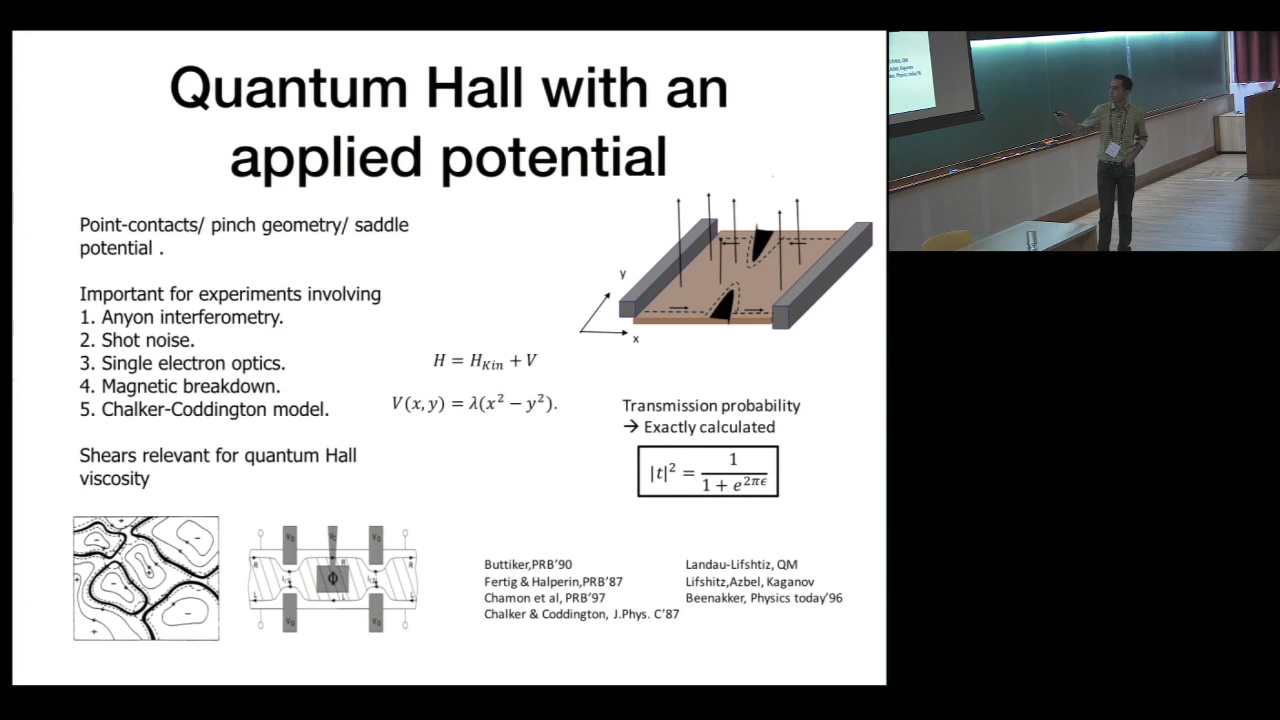 Quantum Hall with an
applied potential
Point-contacts/ pinch geometry/ saddle
potential .
Important for experiments involving
1. Anyon interferometry.
2. Shot noise.
3. Single electron optics.
4. Magnetic breakdown.
5. Chalker-Coddington model.
Shears relevant for quantum Hall
viscosity
y
x
H = H_{Kin} + V
V(x, y) = λ(x² − y²).
Transmission probability
→ Exactly calculated
|t|² = 1 / (1 + e^{2πϵ})
Φ
Buttiker,PRB'90
Fertig & Halperin,PRB'87
Chamon et al, PRB'97
Chalker & Coddington, J.Phys. C'87
Landau-Lifshtiz, QM
Lifshitz,Azbel, Kaganov
Beenakker, Physics today'96